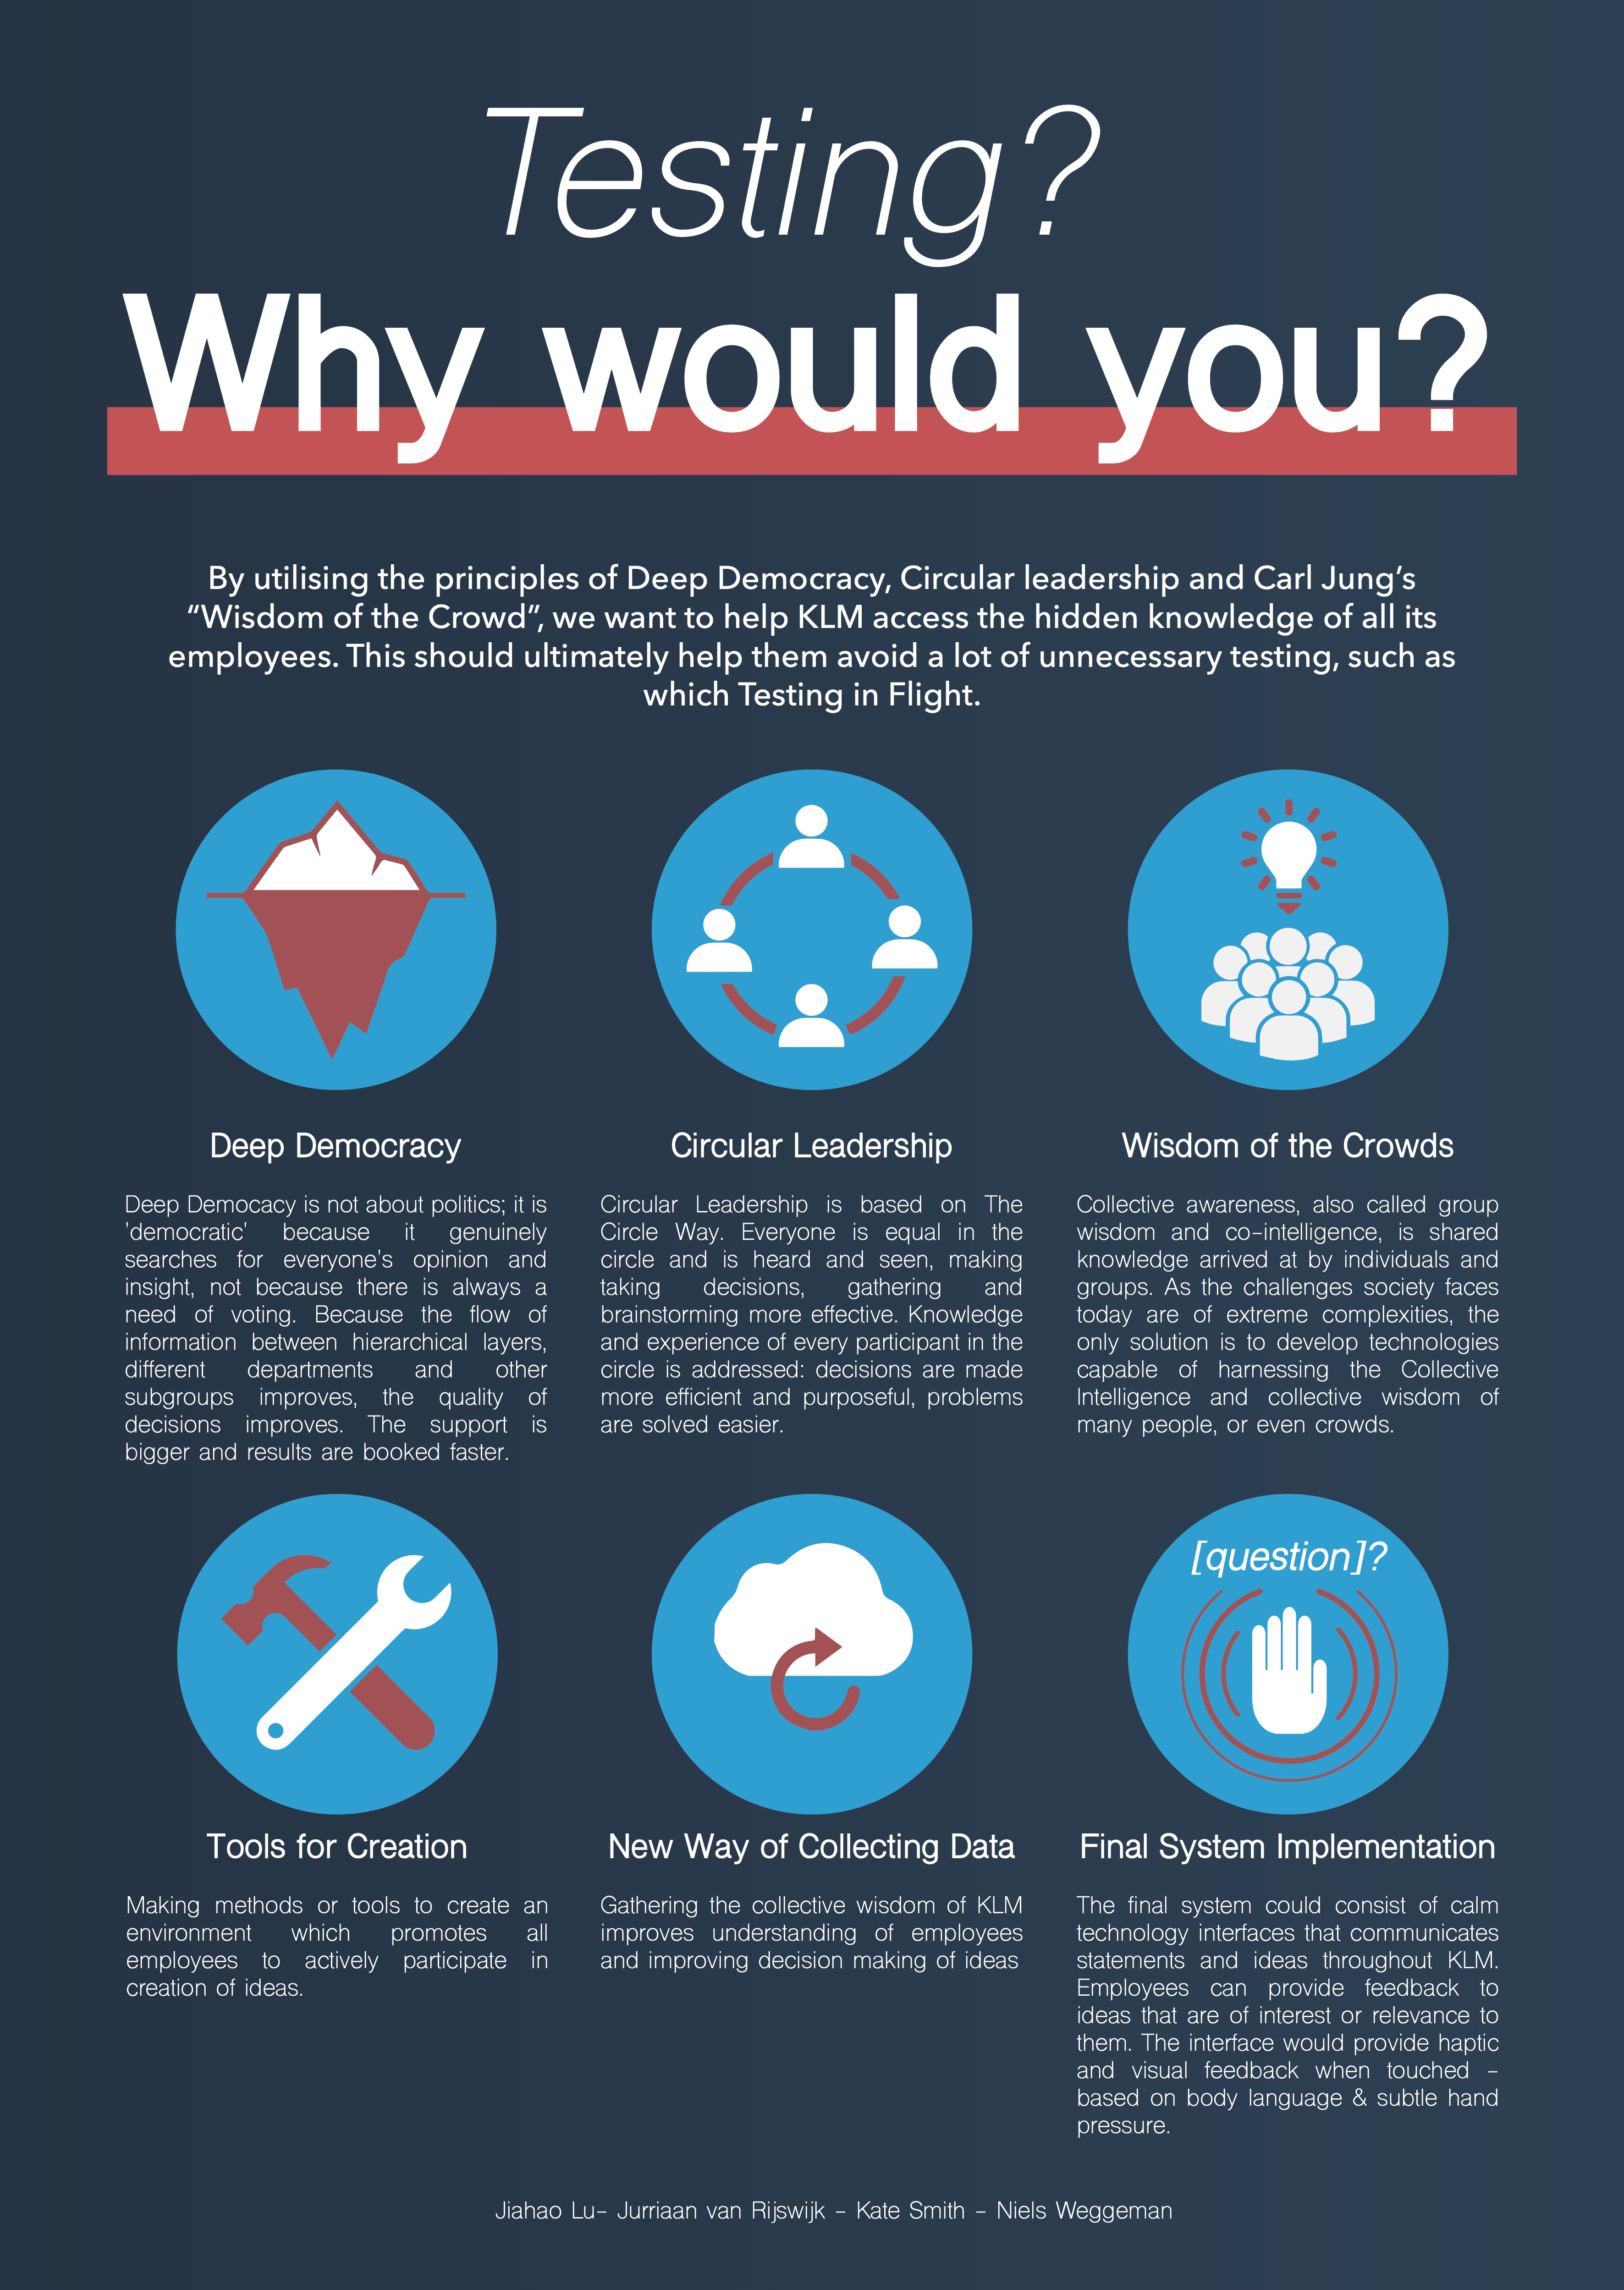 Testing?
Why would you?
By utilising the principles of Deep Democracy, Circular leadership and Carl Jung's
"Wisdom of the Crowd", we want to help KLM access the hidden knowledge of all its
employees. This should ultimately help them avoid a lot of unnecessary testing, such as
which Testing in Flight.
Deep Democracy
Deep Democacy is not about politics; it is
'democratic' because it genuinely
searches for everyone's opinion and
insight, not because there is always a
need of voting. Because the flow of
information between hierarchical layers,
different departments and other
subgroups improves, the quality of
decisions improves. The support is
bigger and results are booked faster.
Circular Leadership
Circular Leadership is based on The
Circle Way. Everyone is equal in the
circle and is heard and seen, making
taking decisions, gathering and
brainstorming more effective. Knowledge
and experience of every participant in the
circle is addressed: decisions are made
more efficient and purposeful, problems
are solved easier.
Wisdom of the Crowds
Collective awareness, also called group
wisdom and co-intelligence, is shared
knowledge arrived at by individuals and
groups. As the challenges society faces
today are of extreme complexities, the
only solution is to develop technologies
capable of harnessing the Collective
Intelligence and collective wisdom of
many people, or even crowds.
Tools for Creation
Making methods or tools to create an
environment which promotes all
employees to actively participate in
creation of ideas.
New Way of Collecting Data
Gathering the collective wisdom of KLM
improves understanding of employees
and improving decision making of ideas
[question]?
Final System Implementation
The final system could consist of calm
technology interfaces that communicates
statements and ideas throughout KLM.
Employees can provide feedback to
ideas that are of interest or relevance to
them. The interface would provide haptic
and visual feedback when touched -
based on body language & subtle hand
pressure.
Jiahao Lu- Jurriaan van Rijswijk - Kate Smith - Niels Weggeman